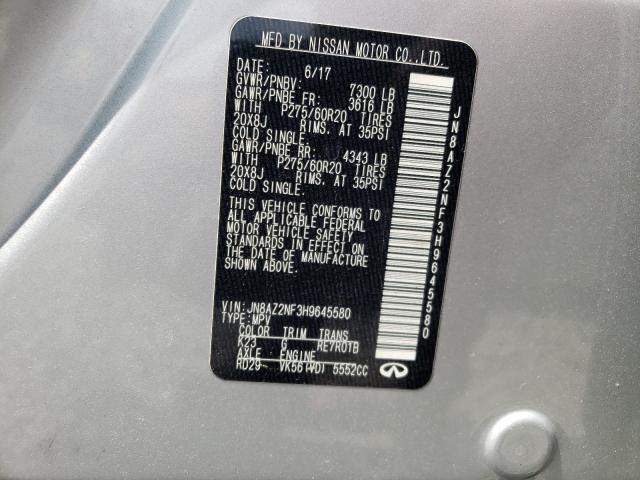 MFD BY NISSAN MOTOR CO.,LTD.
DATE: 6/17
GVWR/PNBV: 7300 LB
GAWR/PNBE FR: 3616 LB
WITH P275/60R20 TIRES
20X8J RIMS. AT 35PSI
COLD SINGLE.
GAWR/PNBE RR: 4343 LB
WITH P275/60R20 TIRES
20X8J RIMS. AT 35PSI
COLD SINGLE.
THIS VEHICLE CONFORMS TO
ALL APPLICABLE FEDERAL
MOTOR VEHICLE SAFETY
STANDARDS IN EFFECT ON
THE DATE OF MANUFACTURE
SHOWN ABOVE.
VIN:JN8AZ2NF3H9645580
TYPE:MPV
COLOR TRIM TRANS
K23 G RE7R0TB
AXLE ENGINE
RD29 VK56(VD) 5552CC
JN8AZ2NF3H9645580